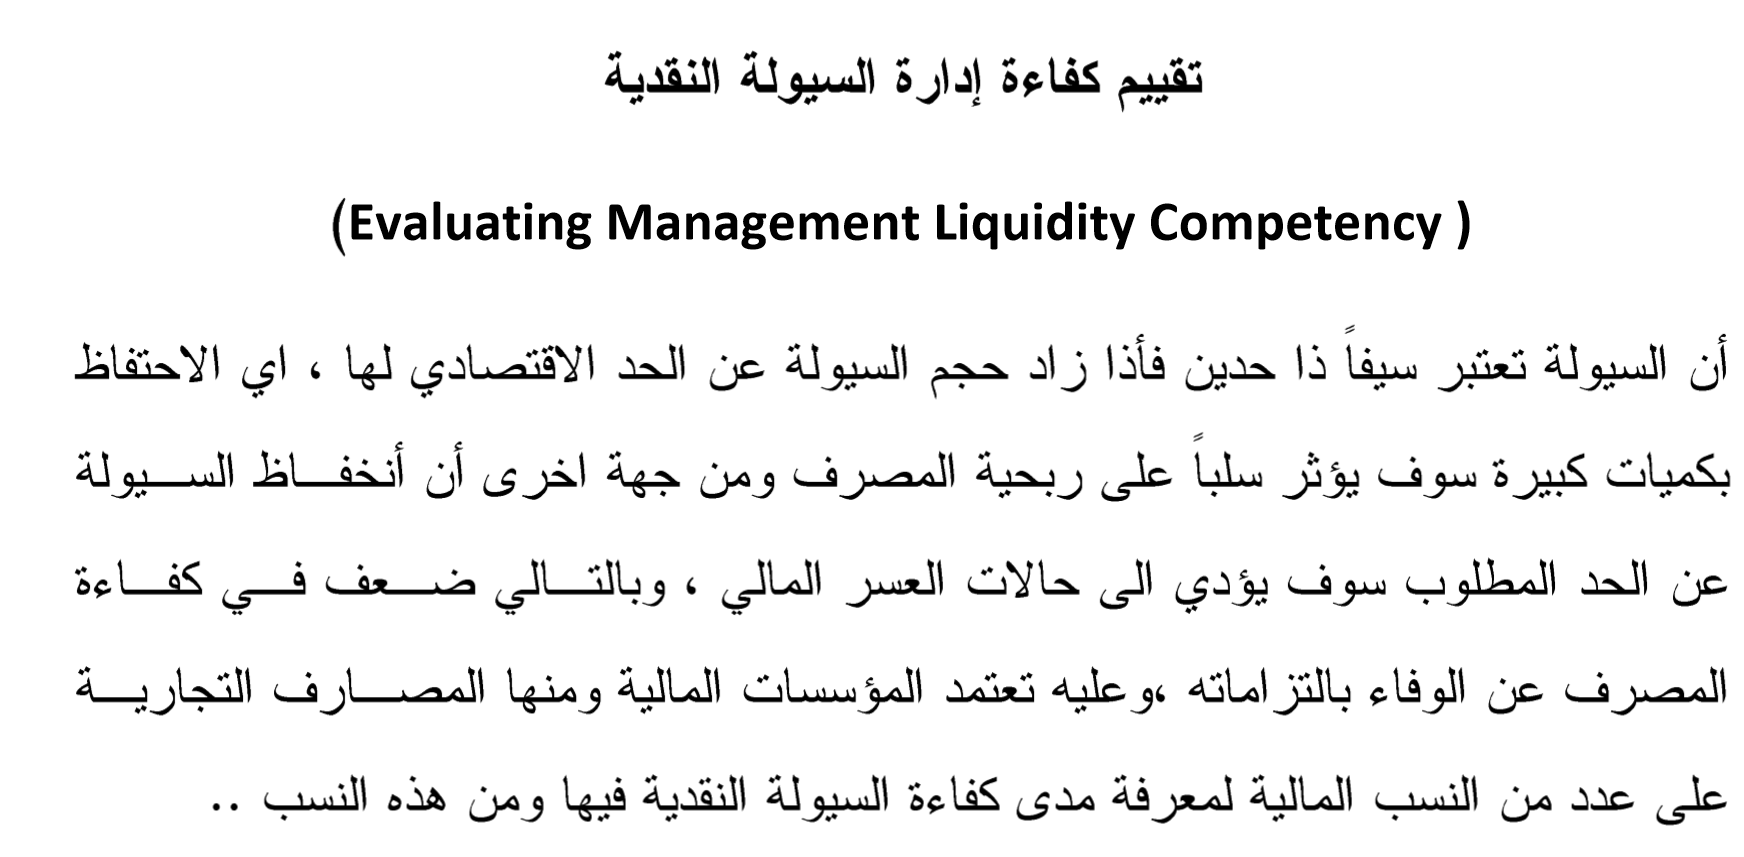 تقييم كفاءة إدارة السيولة النقدية
(Evaluating Management Liquidity Competency )
أن السيولة تعتبر سيفاً ذا حدين فأذا زاد حجم السيولة عن الحد الاقتصادي لها ، اي الاحتفاظ
بكميات كبيرة سوف يؤثر سلباً على ربحية المصرف ومن جهة اخرى أن أنخفـــاظ الســـيولة
عن الحد المطلوب سوف يؤدي الى حالات العسر المالي ، وبالتـــالي ضـــعف فـــي كفـــاءة
المصرف عن الوفاء بالتزاماته ،وعليه تعتمد المؤسسات المالية ومنها المصـــارف التجاريـــة
على عدد من النسب المالية لمعرفة مدى كفاءة السيولة النقدية فيها ومن هذه النسب ..